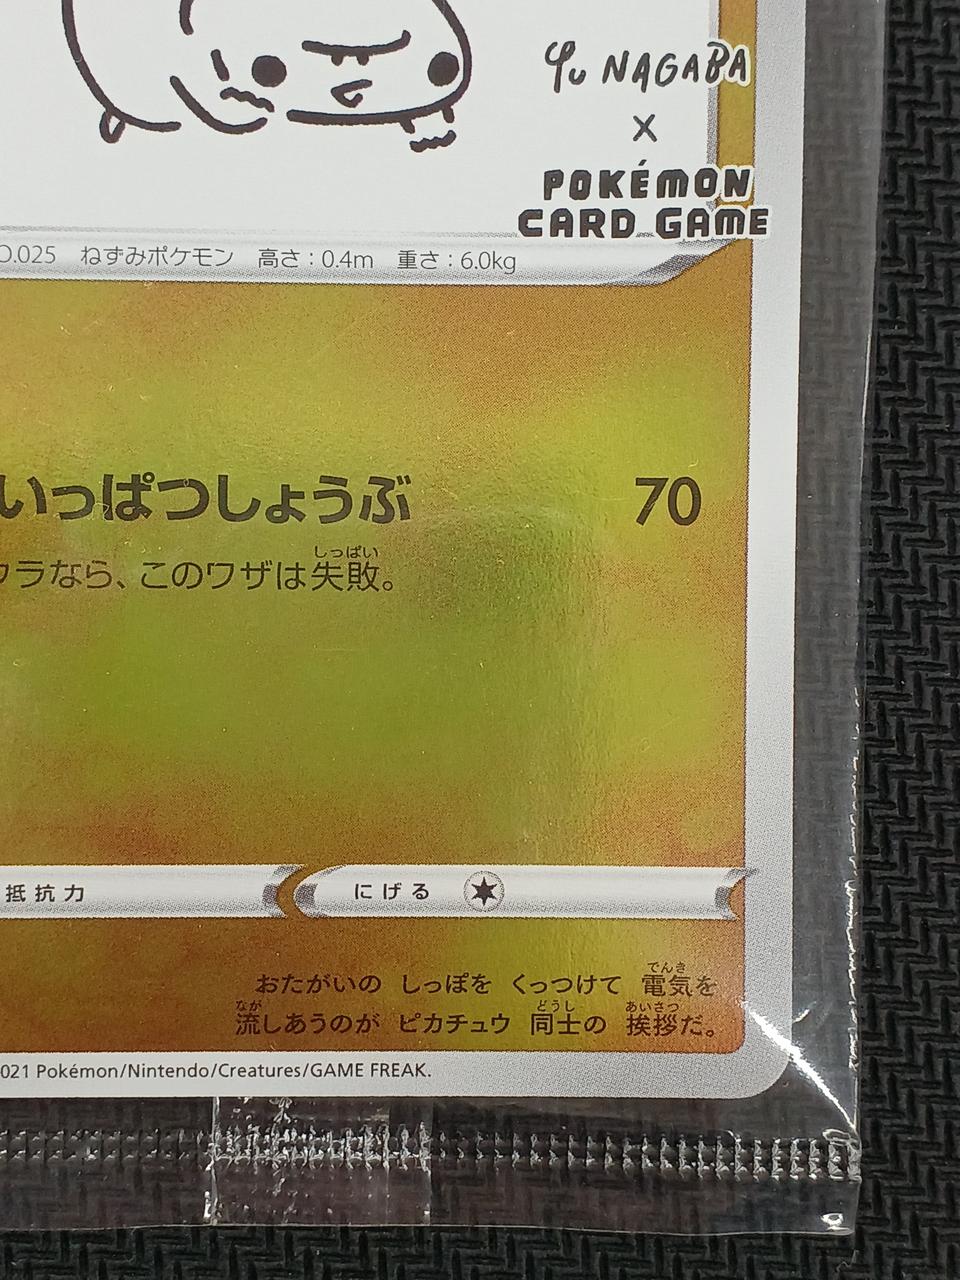 Yu NAGABA
×
POKÉMON
CARD GAME
O.025 ねずみポケモン 高さ：0.4m 重さ：6.0kg
いっぱつしょうぶ 70
しっぱい
ラなら、このワザは失敗。
抵抗力 にげる
でんき
おたがいの しっぽを くっつけて 電気を
なが どうし あいさつ
流しあうのが ピカチュウ 同士の 挨拶だ。
021 Pokémon/Nintendo/Creatures/GAME FREAK.